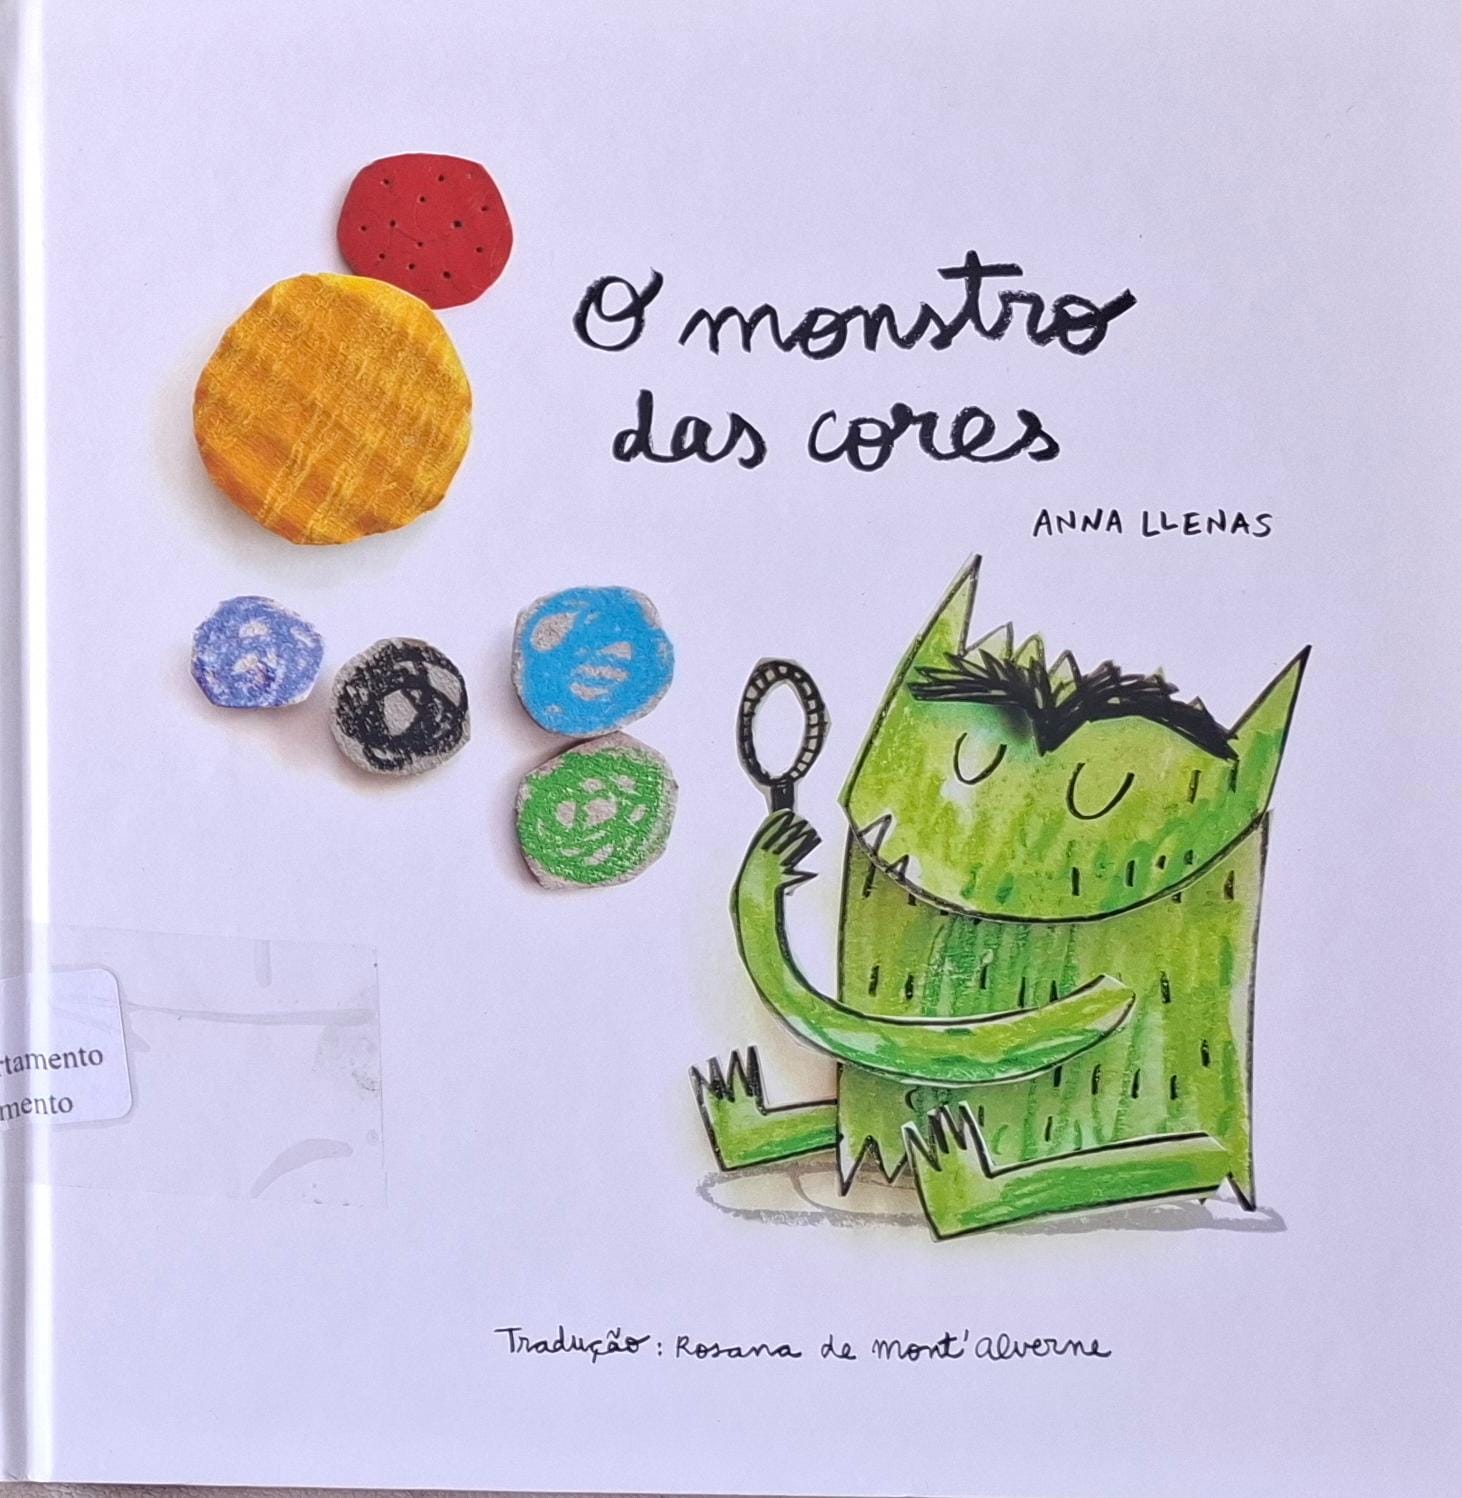 O monstro
das cores
ANNA LLENAS
rtamento
mento
Tradução: Rosana de Mont'Alverne